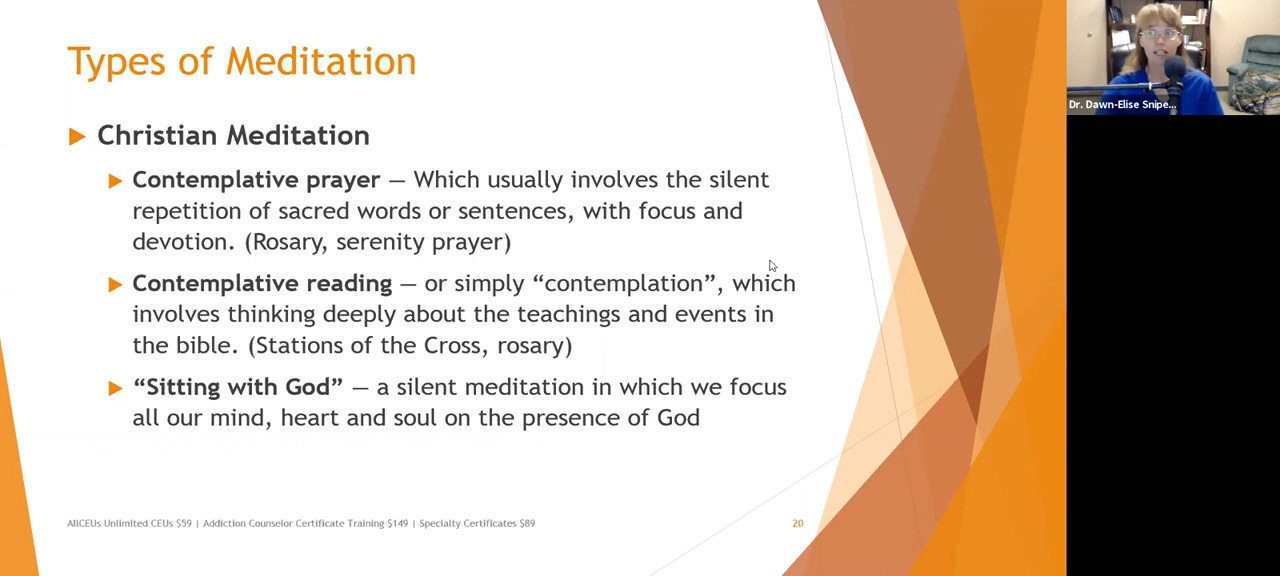 Types of Meditation
Christian Meditation
Contemplative prayer – Which usually involves the silent
repetition of sacred words or sentences, with focus and
devotion. (Rosary, serenity prayer)
Contemplative reading – or simply “contemplation”, which
involves thinking deeply about the teachings and events in
the bible. (Stations of the Cross, rosary)
“Sitting with God” – a silent meditation in which we focus
all our mind, heart and soul on the presence of God
AllCEUs Unlimited CEUs $59 | Addiction Counselor Certificate Training $149 | Specialty Certificates $89
20
Dr. Dawn-Elise Snipe...